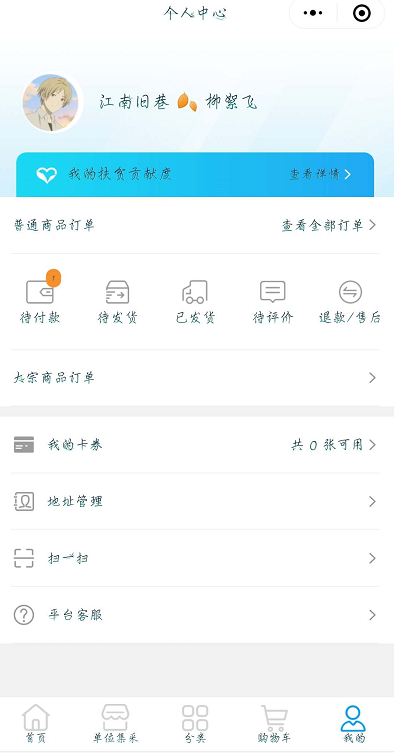 个人中心
江南旧巷🍂柳絮飞
我的扶贫贡献度 查看详情
普通商品订单 查看全部订单
1
待付款 待发货 已发货 待评价 退款/售后
大宗商品订单
我的卡券 共 0 张可用
地址管理
扫一扫
平台客服
首页 单位集采 分类 购物车 我的